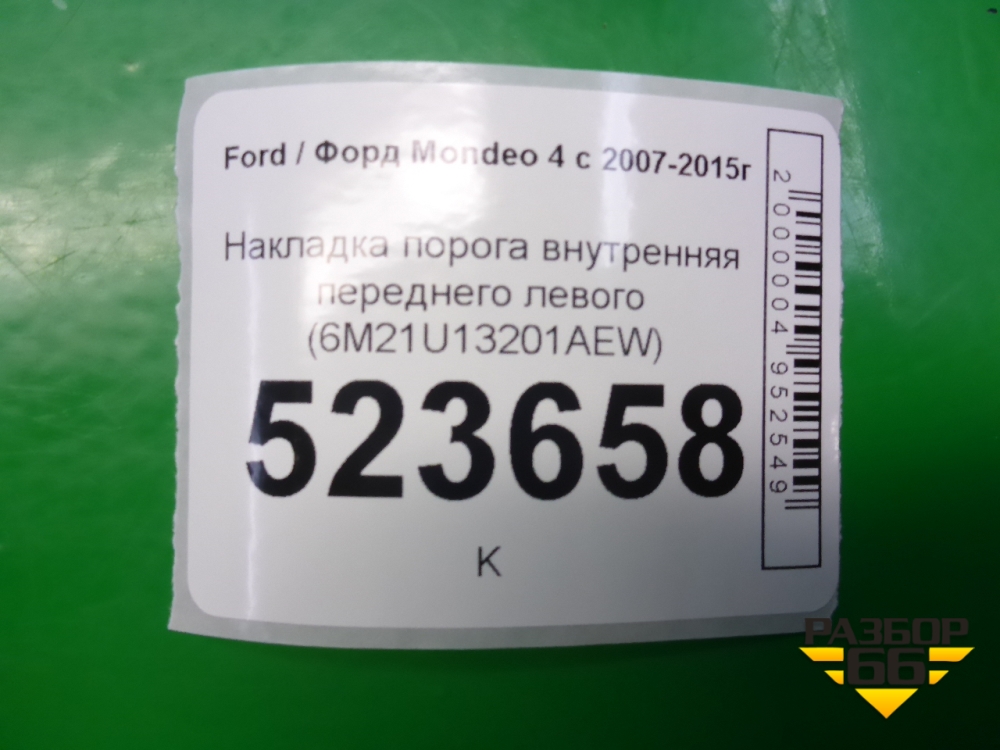 Ford / Форд Mondeo 4 с 2007-2015г
Накладка порога внутренняя
переднего левого
(6M21U13201AEW)
523658
К
2000004952549
РАЗБОР
66